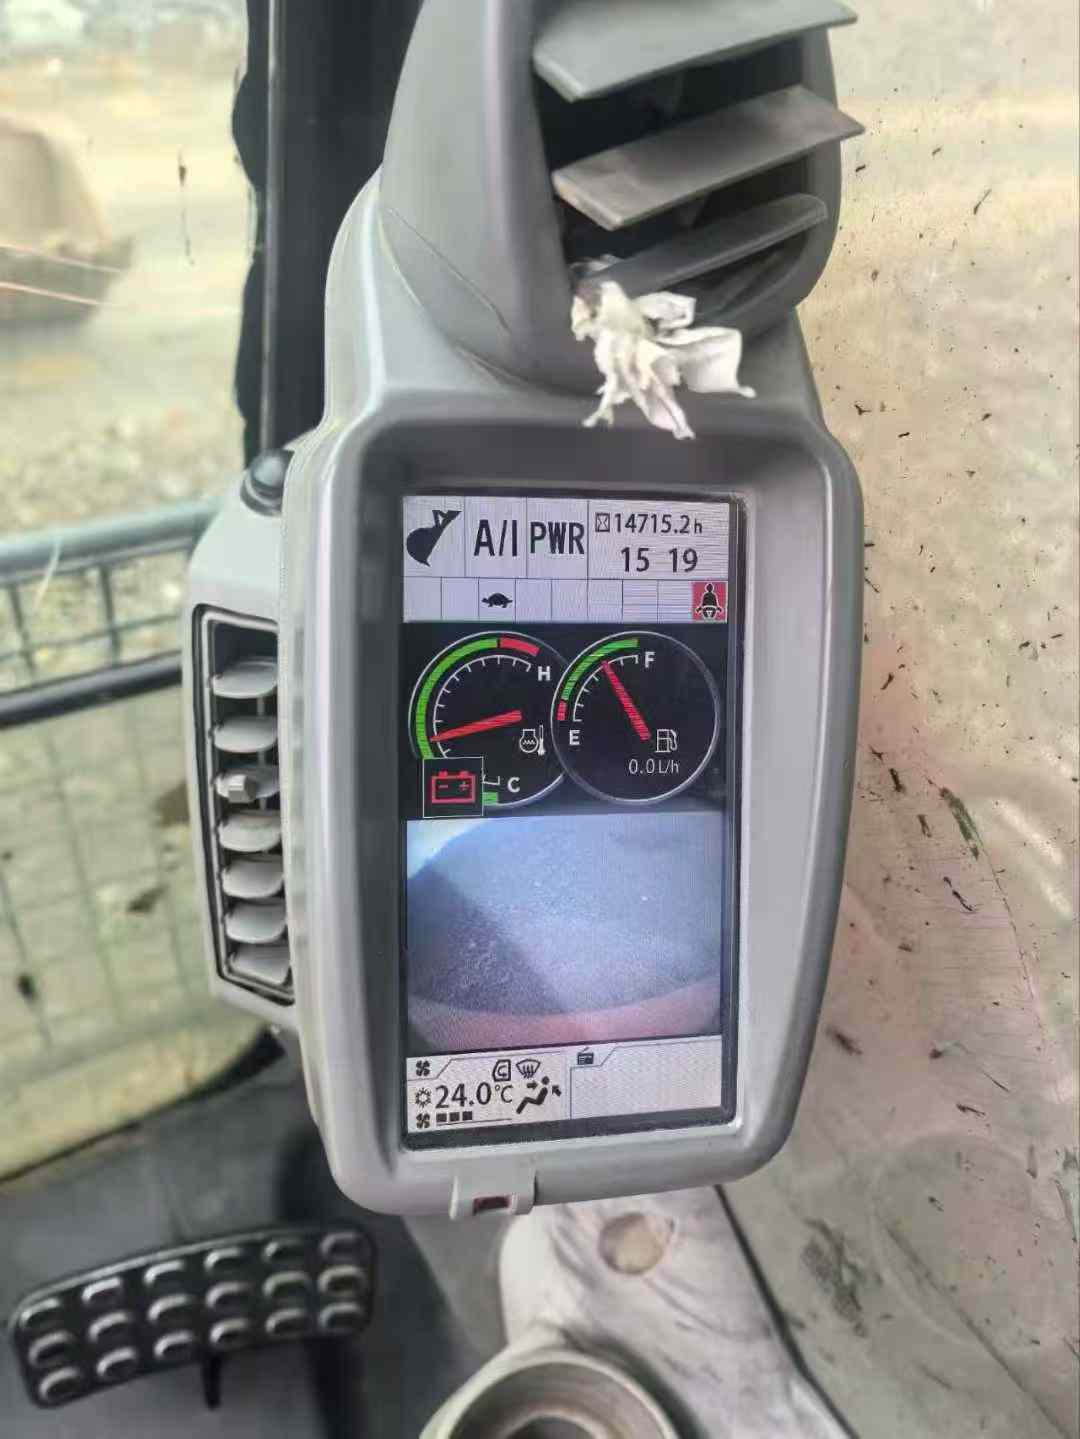 A/I PWR 14715.2h
15 19
H F
E
0.0L/h
C
24.0℃